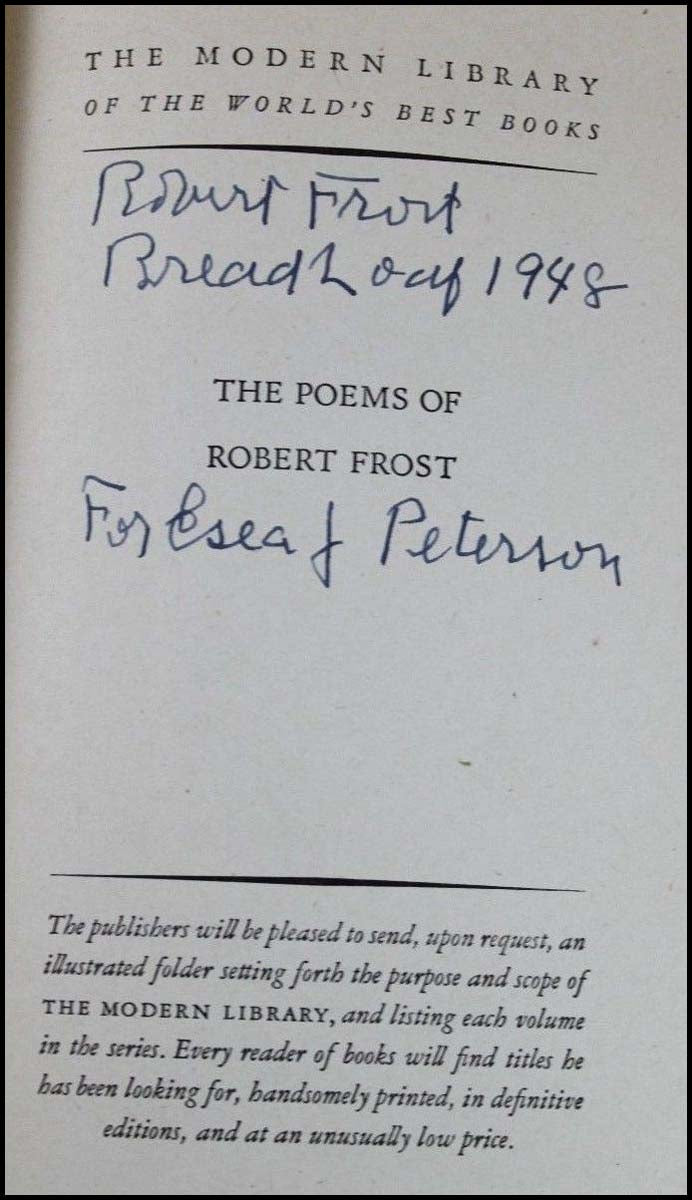 THE MODERN LIBRARY
OF THE WORLD'S BEST BOOKS
Robert Frost
Bread Loaf 1948
THE POEMS OF
ROBERT FROST
For Esea J Peterson
The publishers will be pleased to send, upon request, an
illustrated folder setting forth the purpose and scope of
THE MODERN LIBRARY, and listing each volume
in the series. Every reader of books will find titles he
has been looking for, handsomely printed, in definitive
editions, and at an unusually low price.